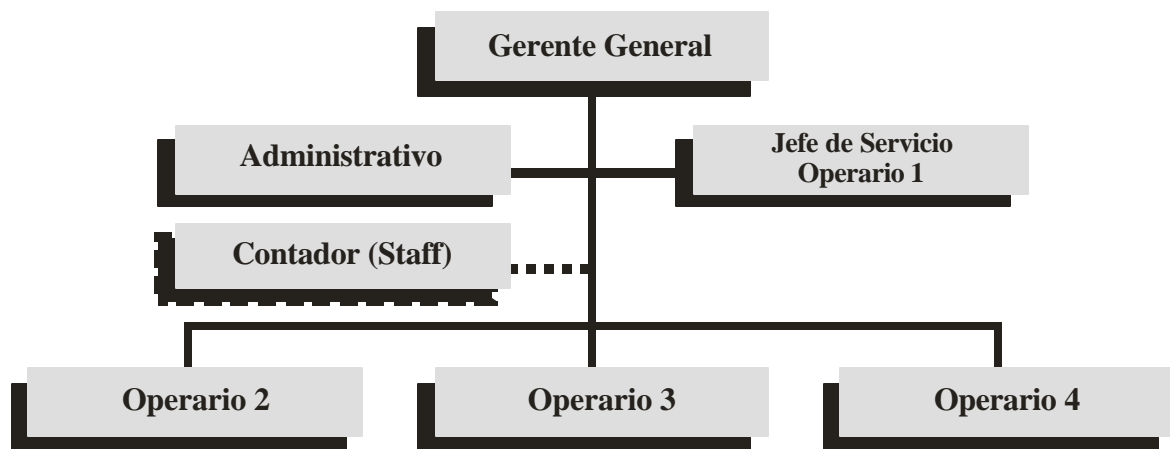 Gerente General
Administrativo
Jefe de Servicio
Operario 1
Contador (Staff)
Operario 2
Operario 3
Operario 4